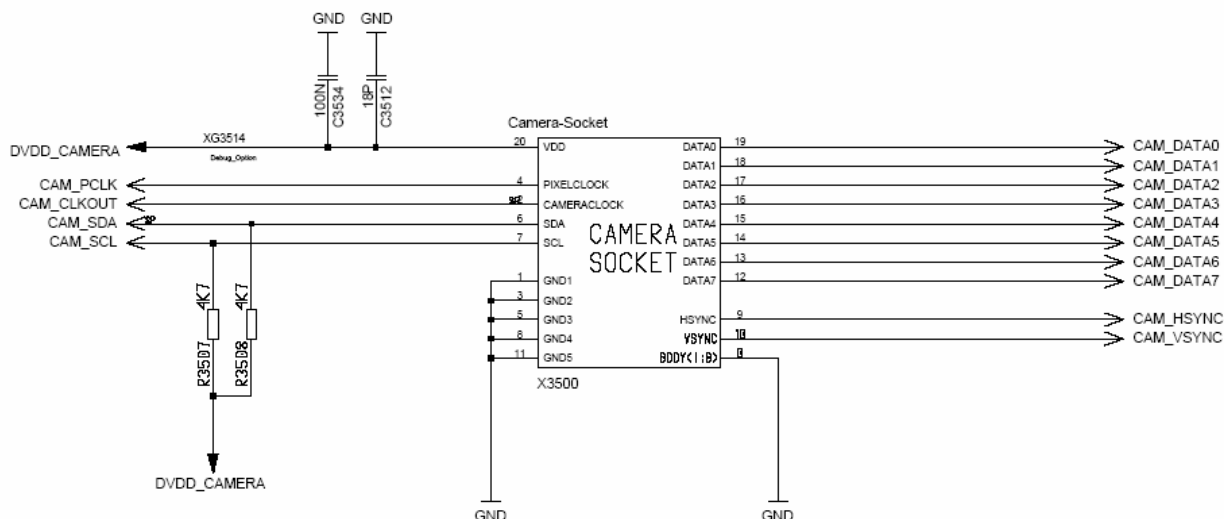 GND GND
100N
C3534
18P
C3512
Camera-Socket
DVDD_CAMERA XG3514 20 VDD DATA0 19 CAM_DATA0
Debug_Option
DATA1 18 CAM_DATA1
CAM_PCLK 4 PIXELCLOCK DATA2 17 CAM_DATA2
CAM_CLKOUT 2 CAMERACLOCK DATA3 16 CAM_DATA3
CAM_SDA 6 SDA DATA4 15 CAM_DATA4
CAM_SCL 7 SCL DATA5 14 CAM_DATA5
CAMERA
SOCKET
DATA6 13 CAM_DATA6
1 GND1 DATA7 12 CAM_DATA7
3 GND2
5 GND3 HSYNC 9 CAM_HSYNC
8 GND4 VSYNC 10 CAM_VSYNC
11 GND5
X3500
4K7
R3507
4K7
R3508
DVDD_CAMERA
GND GND